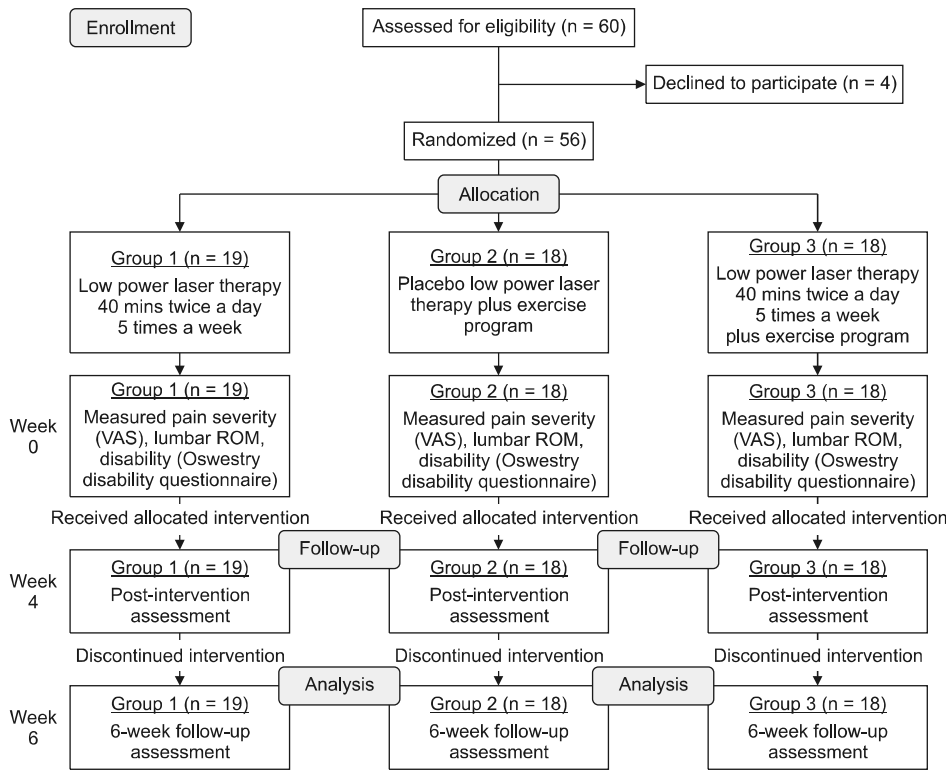 Enrollment
Assessed for eligibility (n = 60)
Declined to participate (n = 4)
Randomized (n = 56)
Allocation
Group 1 (n = 19)
Low power laser therapy
40 mins twice a day
5 times a week
Group 2 (n = 18)
Placebo low power laser
therapy plus exercise
program
Group 3 (n = 18)
Low power laser therapy
40 mins twice a day
5 times a week
plus exercise program
Week
0
Group 1 (n = 19)
Measured pain severity
(VAS), lumbar ROM,
disability (Oswestry
disability questionnaire)
Group 2 (n = 18)
Measured pain severity
(VAS), lumbar ROM,
disability (Oswestry
disability questionnaire)
Group 3 (n = 18)
Measured pain severity
(VAS), lumbar ROM,
disability (Oswestry
disability questionnaire)
Received allocated intervention
Received allocated intervention
Received allocated intervention
Follow-up
Follow-up
Week
4
Group 1 (n = 19)
Post-intervention
assessment
Group 2 (n = 18)
Post-intervention
assessment
Group 3 (n = 18)
Post-intervention
assessment
Discontinued intervention
Discontinued intervention
Discontinued intervention
Analysis
Analysis
Week
6
Group 1 (n = 19)
6-week follow-up
assessment
Group 2 (n = 18)
6-week follow-up
assessment
Group 3 (n = 18)
6-week follow-up
assessment